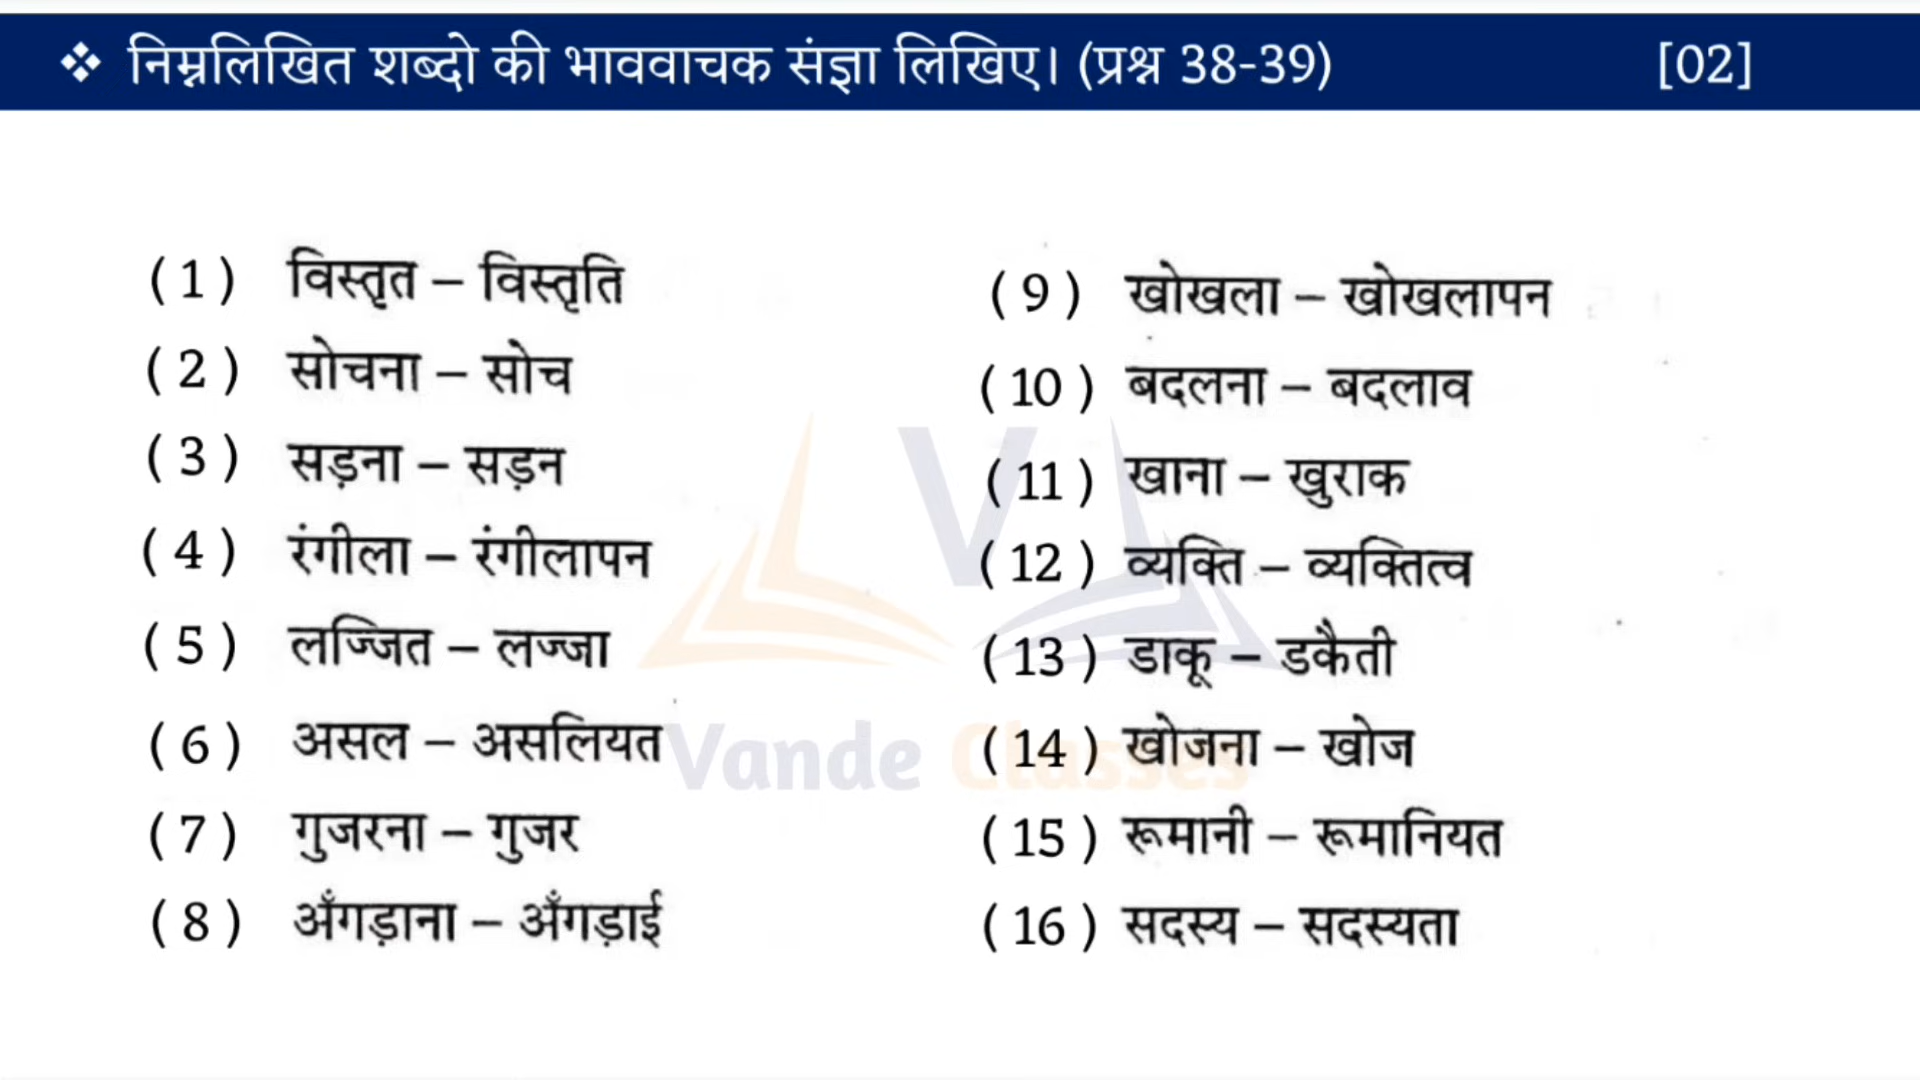 ❖ निम्नलिखित शब्दो की भाववाचक संज्ञा लिखिए। (प्रश्न 38-39) [02]
( 1 ) विस्तृत – विस्तृति
( 2 ) सोचना – सोच
( 3 ) सड़ना – सड़न
( 4 ) रंगीला – रंगीलापन
( 5 ) लज्जित – लज्जा
( 6 ) असल – असलियत
( 7 ) गुजरना – गुजर
( 8 ) अँगड़ाना – अँगड़ाई
( 9 ) खोखला – खोखलापन
( 10 ) बदलना – बदलाव
( 11 ) खाना – खुराक
( 12 ) व्यक्ति – व्यक्तित्व
( 13 ) डाकू – डकैती
( 14 ) खोजना – खोज
( 15 ) रूमानी – रूमानियत
( 16 ) सदस्य – सदस्यता
Vande Classes